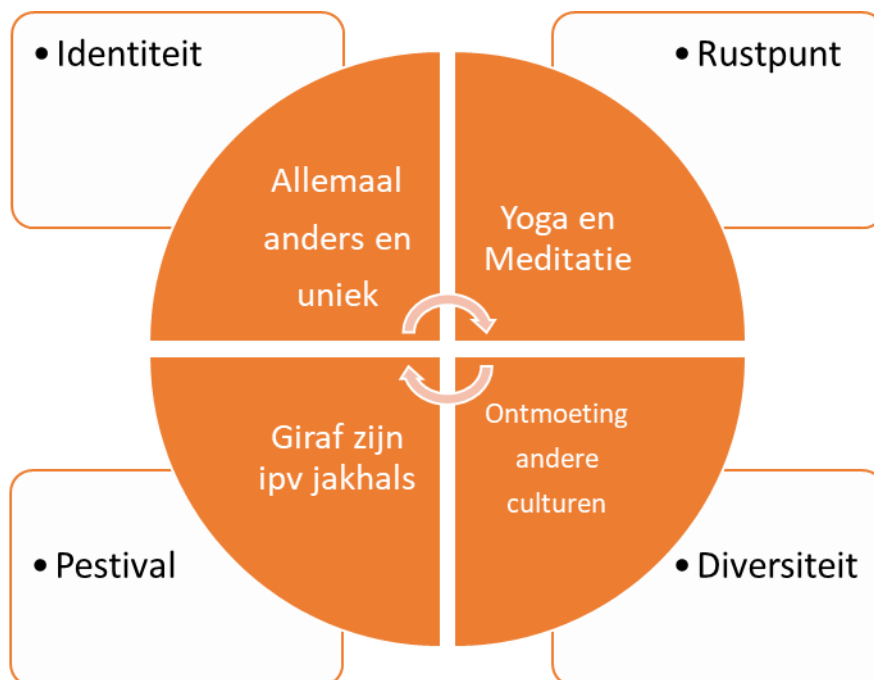 • Identiteit
• Rustpunt
Allemaal
anders en
uniek
Yoga en
Meditatie
Giraf zijn
ipv jakhals
Ontmoeting
andere
culturen
• Pestival
• Diversiteit